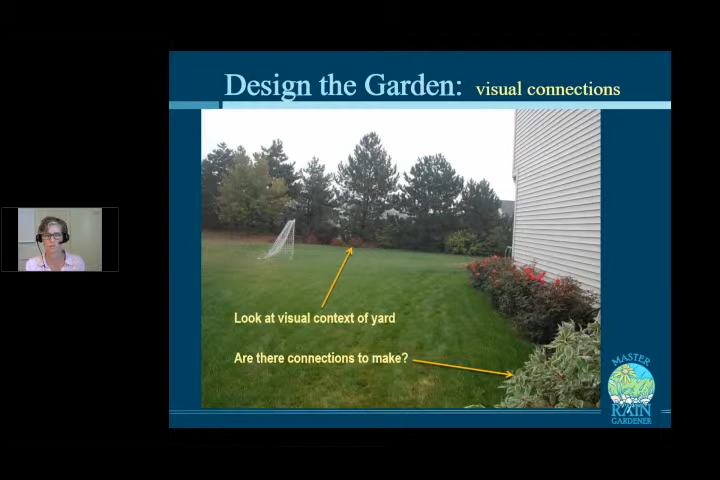 Design the Garden: visual connections
Look at visual context of yard
Are there connections to make?
MASTER
RAIN
GARDENER